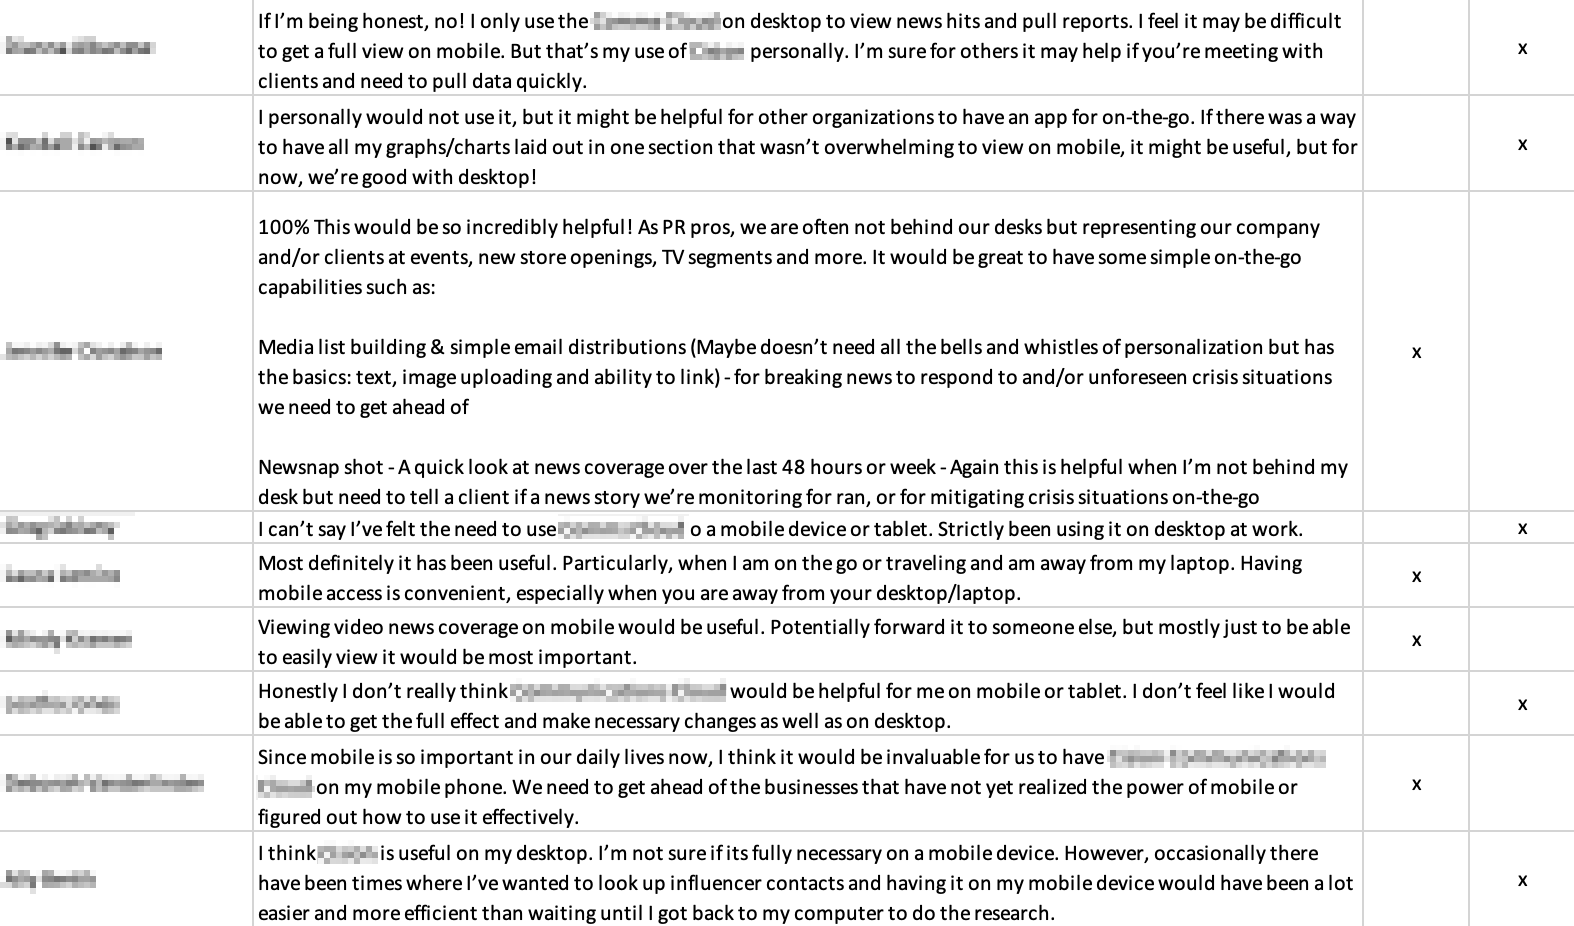 If I’m being honest, no! I only use the on desktop to view news hits and pull reports. I feel it may be difficult
to get a full view on mobile. But that’s my use of personally. I’m sure for others it may help if you’re meeting with
clients and need to pull data quickly.
x
I personally would not use it, but it might be helpful for other organizations to have an app for on-the-go. If there was a way
to have all my graphs/charts laid out in one section that wasn’t overwhelming to view on mobile, it might be useful, but for
now, we’re good with desktop!
x
100% This would be so incredibly helpful! As PR pros, we are often not behind our desks but representing our company
and/or clients at events, new store openings, TV segments and more. It would be great to have some simple on-the-go
capabilities such as:
Media list building & simple email distributions (Maybe doesn’t need all the bells and whistles of personalization but has
the basics: text, image uploading and ability to link) - for breaking news to respond to and/or unforeseen crisis situations
we need to get ahead of
Newsnap shot - A quick look at news coverage over the last 48 hours or week - Again this is helpful when I’m not behind my
desk but need to tell a client if a news story we’re monitoring for ran, or for mitigating crisis situations on-the-go
x
I can’t say I’ve felt the need to use o a mobile device or tablet. Strictly been using it on desktop at work.
x
Most definitely it has been useful. Particularly, when I am on the go or traveling and am away from my laptop. Having
mobile access is convenient, especially when you are away from your desktop/laptop.
x
Viewing video news coverage on mobile would be useful. Potentially forward it to someone else, but mostly just to be able
to easily view it would be most important.
x
Honestly I don’t really think would be helpful for me on mobile or tablet. I don’t feel like I would
be able to get the full effect and make necessary changes as well as on desktop.
x
Since mobile is so important in our daily lives now, I think it would be invaluable for us to have
on my mobile phone. We need to get ahead of the businesses that have not yet realized the power of mobile or
figured out how to use it effectively.
x
I think is useful on my desktop. I’m not sure if its fully necessary on a mobile device. However, occasionally there
have been times where I’ve wanted to look up influencer contacts and having it on my mobile device would have been a lot
easier and more efficient than waiting until I got back to my computer to do the research.
x